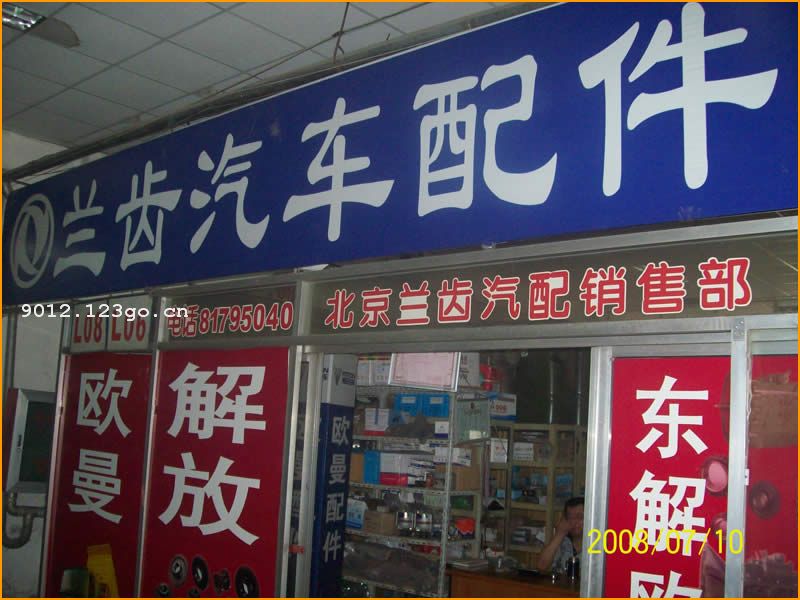 兰齿汽车配件
9012.123go.cn
L08 L06
电话81795040
北京兰齿汽配销售部
欧曼
解放
欧曼配件
东解欧
2008/07/10